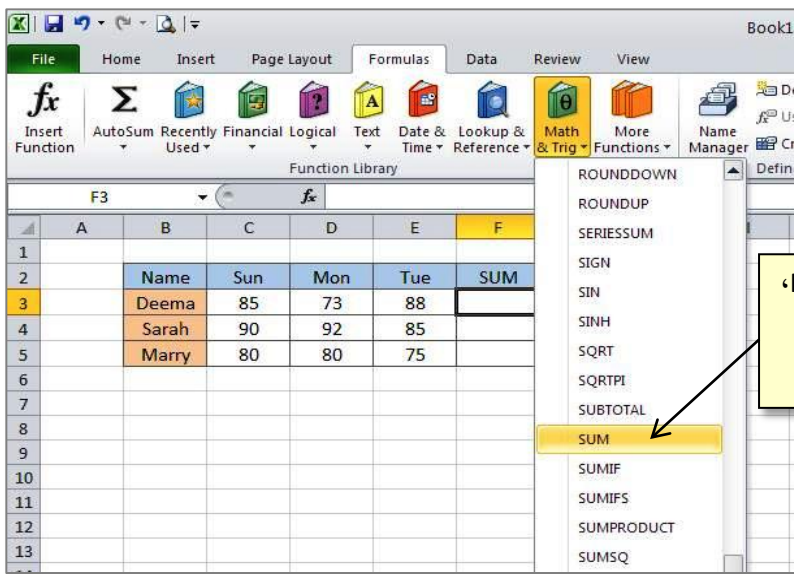 Book1
File Home Insert Page Layout Formulas Data Review View
fx Σ A ? θ
Insert Function AutoSum Recently Used Financial Logical Text Date & Time Lookup & Reference Math & Trig More Functions Name Manager
Function Library Defin
F3 fx
A B C D E F
1
2 Name Sun Mon Tue SUM
3 Deema 85 73 88
4 Sarah 90 92 85
5 Marry 80 80 75
6
7
8
9
10
11
12
13
ROUNDDOWN
ROUNDUP
SERIESSUM
SIGN
SIN
SINH
SQRT
SQRTPI
SUBTOTAL
SUM
SUMIF
SUMIFS
SUMPRODUCT
SUMSQ